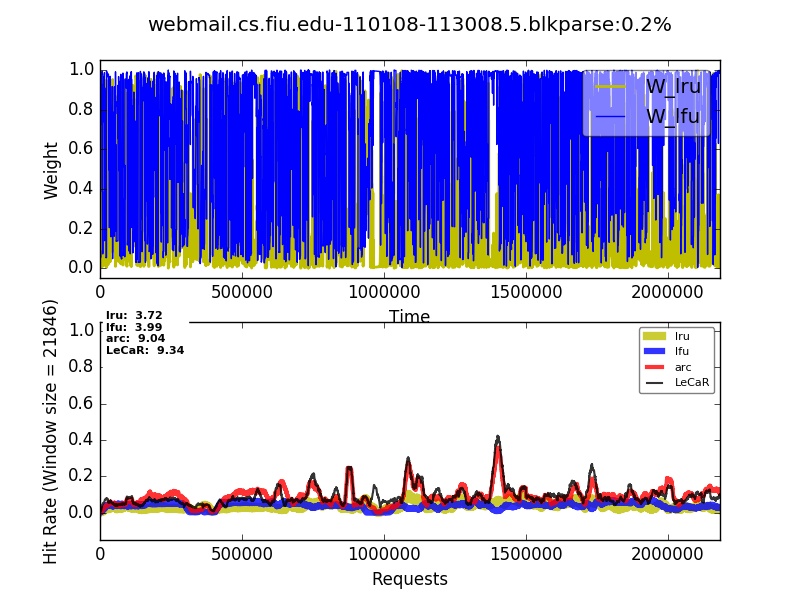 webmail.cs.fiu.edu-110108-113008.5.blkparse:0.2%
Weight
1.0
0.8
0.6
0.4
0.2
0.0
W_lru
W_lfu
0 500000 1000000 1500000 2000000
Time
Hit Rate (Window size = 21846)
1.0
0.8
0.6
0.4
0.2
0.0
lru: 3.72
lfu: 3.99
arc: 9.04
LeCaR: 9.34
lru
lfu
arc
LeCaR
0 500000 1000000 1500000 2000000
Requests